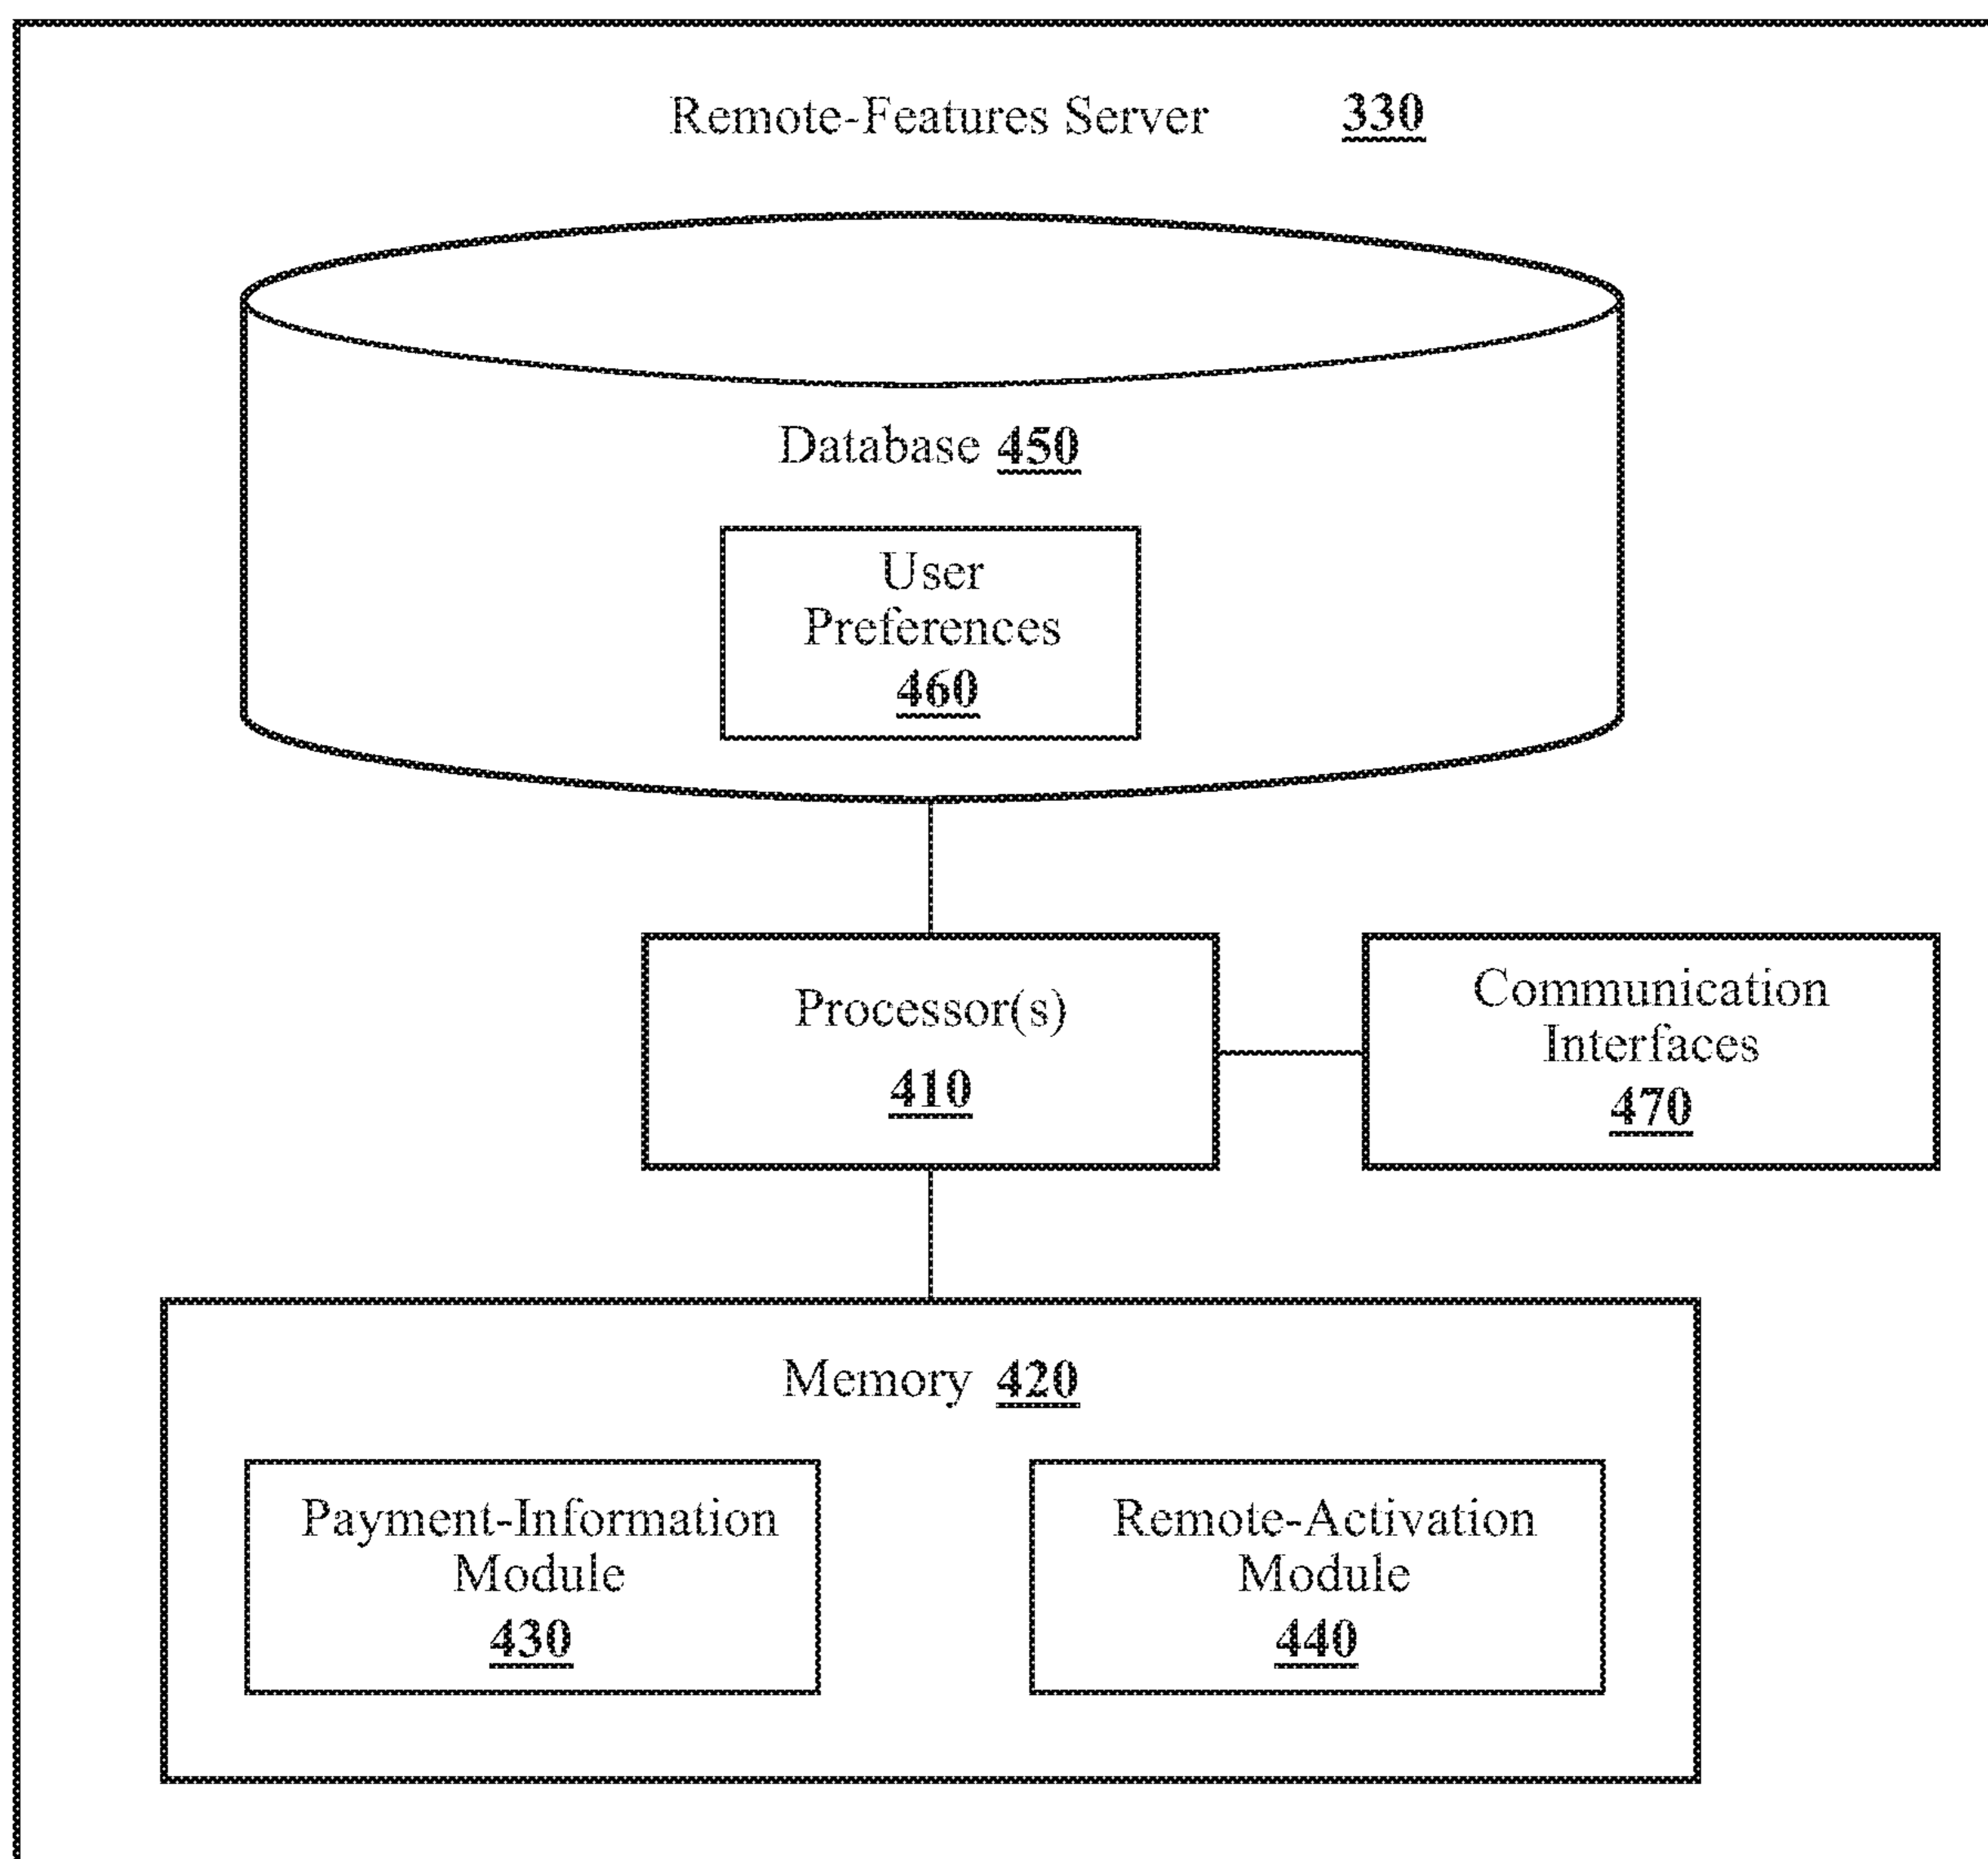 Remote-Features Server 330
Database 450
User
Preferences
460
Processor(s)
410
Communication
Interfaces
470
Memory 420
Payment-Information
Module
430
Remote-Activation
Module
440